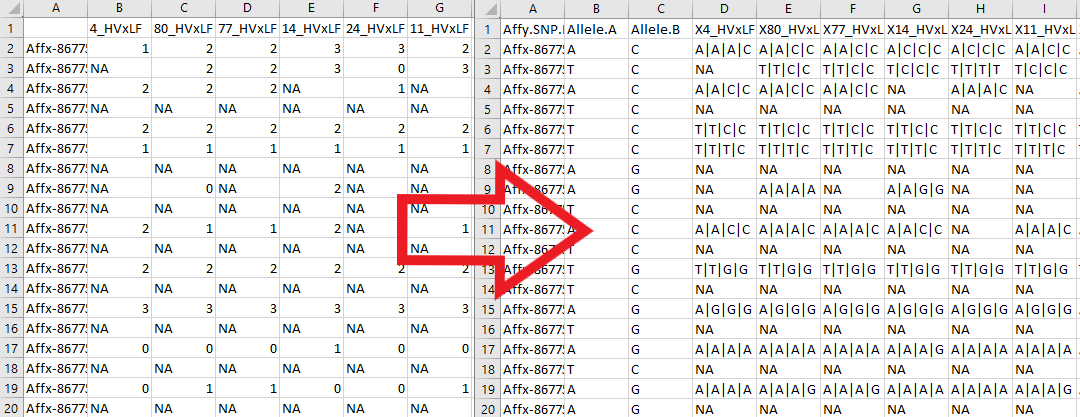 A B C D E F G
1 4_HVxLF 80_HVxLF 77_HVxLF 14_HVxLF 24_HVxLF 11_HVxLF
2 Affx-8677 1 2 2 3 3 2
3 Affx-8677 NA 2 2 3 0 3
4 Affx-8677 2 2 2 NA 1 NA
5 Affx-8677 NA NA NA NA NA NA
6 Affx-8677 2 2 2 2 2 2
7 Affx-8677 1 1 1 1 1 1
8 Affx-8677 NA NA NA NA NA NA
9 Affx-8677 NA 0 NA 2 NA NA
10 Affx-8677 NA NA NA NA NA NA
11 Affx-8677 2 1 1 2 NA 1
12 Affx-8677 NA NA NA NA NA NA
13 Affx-8677 2 2 2 2 2 2
14 Affx-8677 NA NA NA NA NA NA
15 Affx-8677 3 3 3 3 3 3
16 Affx-8677 NA NA NA NA NA NA
17 Affx-8677 0 0 0 1 0 0
18 Affx-8677 NA NA NA NA NA NA
19 Affx-8677 0 1 1 0 0 1
20 Affx-8677 NA NA NA NA NA NA
A B C D E F G H I
1 Affy.SNP. Allele.A Allele.B X4_HVxLF X80_HVxL X77_HVxL X14_HVxL X24_HVxL X11_HVxL
2 Affx-8677 A C A|A|A|C A|A|C|C A|A|C|C A|C|C|C A|C|C|C A|A|C|C
3 Affx-8677 T C NA T|T|C|C T|T|C|C T|C|C|C T|T|T|T T|C|C|C
4 Affx-8677 A C A|A|C|C A|A|C|C A|A|C|C NA A|A|A|C NA
5 Affx-8677 T C NA NA NA NA NA NA
6 Affx-8677 T C T|T|C|C T|T|C|C T|T|C|C T|T|C|C T|T|C|C T|T|C|C
7 Affx-8677 T C T|T|T|C T|T|T|C T|T|T|C T|T|T|C T|T|T|C T|T|T|C
8 Affx-8677 A G NA NA NA NA NA NA
9 Affx-8677 A G NA A|A|A|A NA A|A|G|G NA NA
10 Affx-8677 T C NA NA NA NA NA NA
11 Affx-8677 A C A|A|C|C A|A|A|C A|A|A|C A|A|C|C NA A|A|A|C
12 Affx-8677 T C NA NA NA NA NA NA
13 Affx-8677 T G T|T|G|G T|T|G|G T|T|G|G T|T|G|G T|T|G|G T|T|G|G
14 Affx-8677 T C NA NA NA NA NA NA
15 Affx-8677 A G A|G|G|G A|G|G|G A|G|G|G A|G|G|G A|G|G|G A|G|G|G
16 Affx-8677 T G NA NA NA NA NA NA
17 Affx-8677 A G A|A|A|A A|A|A|A A|A|A|A A|A|A|G A|A|A|A A|A|A|A
18 Affx-8677 T C NA NA NA NA NA NA
19 Affx-8677 A G A|A|A|A A|A|A|G A|A|A|G A|A|A|A A|A|A|A A|A|A|G
20 Affx-8677 A G NA NA NA NA NA NA